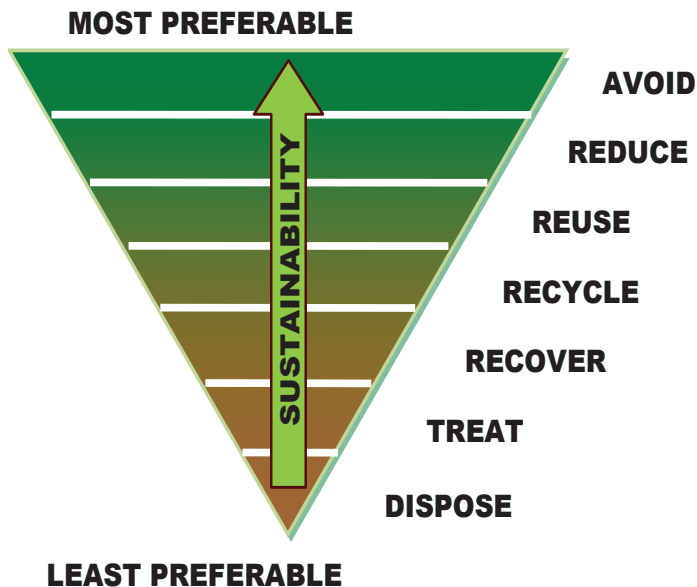 MOST PREFERABLE
AVOID
REDUCE
REUSE
RECYCLE
RECOVER
TREAT
DISPOSE
SUSTAINABILITY
LEAST PREFERABLE